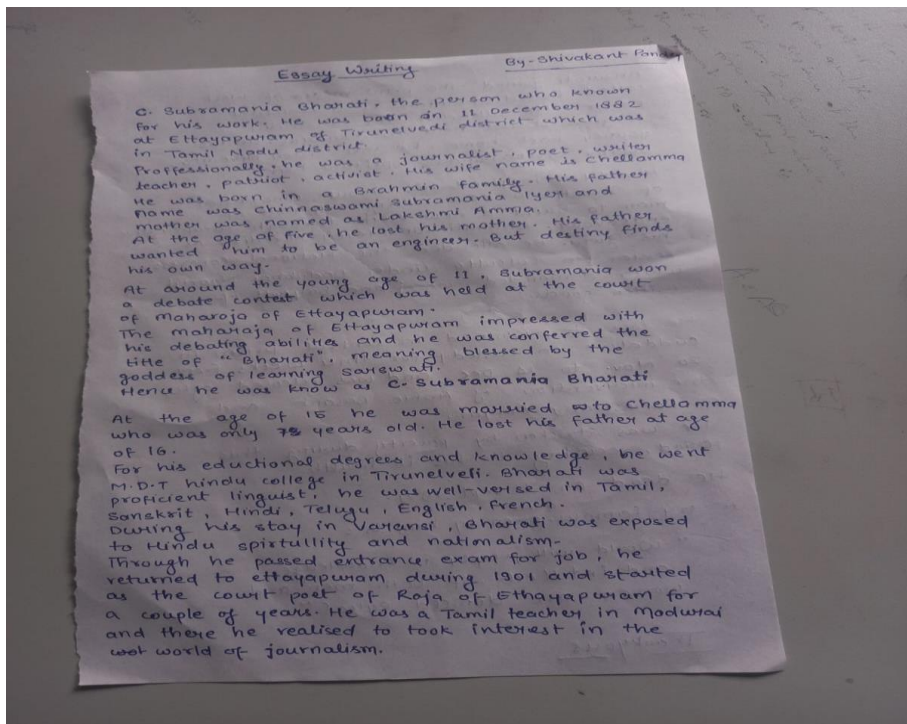 Essay Writing
By-Shivakant Pandey
C. Subramania Bharati, the person who known
for his work. He was born on 11 December 1882
at Ettayapuram of Tirunelvedi district which was
in Tamil Nadu district
Proffessionally, he was a journalist, poet, writer
teacher, patriot, activist. His wife name is Chellamma
He was born in a Brahmin family. His father
name was Chinnaswami Subramania Iyer and
mother was named as Lakshmi Amma.
At the age of five, he lost his mother. His father
wanted him to be an engineer. But destiny finds
his own way.
At around the young age of 11, Subramania won
a debate contest which was held at the court
of maharaja of Ettayapuram.
The maharaja of Ettayapuram impressed with
his debating abilities and he was conferred the
title of "Bharati", meaning blessed by the
goddess of learning Sarswati.
Hence he was know as C. Subramania Bharati
At the age of 15 he was married to Chellamma
who was only 7 years old. He lost his father at age
of 16.
For his eductional degrees and knowledge, he went
M.D.T hindu college in Tirunelveli. Bharati was
proficient linguist, he was well-versed in Tamil,
Sanskrit, Hindi, Telugu, English, French.
During his stay in Varansi, Bharati was exposed
to Hindu spirtullity and nationalism.
Through he passed entrance exam for job, he
returned to ettayapuram during 1901 and started
as the court poet of Raja of Ethayapuram for
a couple of years. He was a Tamil teacher in Madurai
and there he realised to took interest in the
world of journalism.